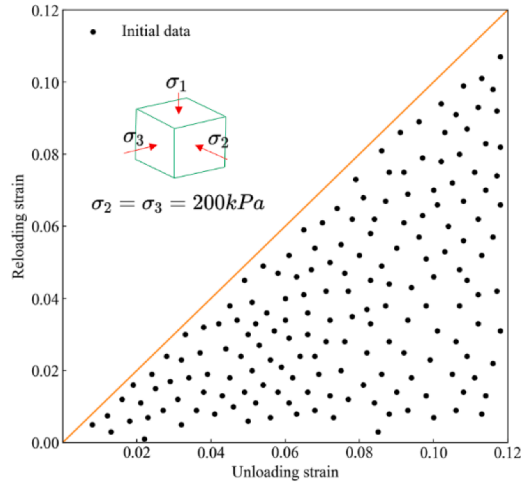 Initial data
σ1
σ3
σ2
σ2 = σ3 = 200kPa
Reloading strain
0.12
0.10
0.08
0.06
0.04
0.02
0.00
0.02
0.04
0.06
0.08
0.10
0.12
Unloading strain